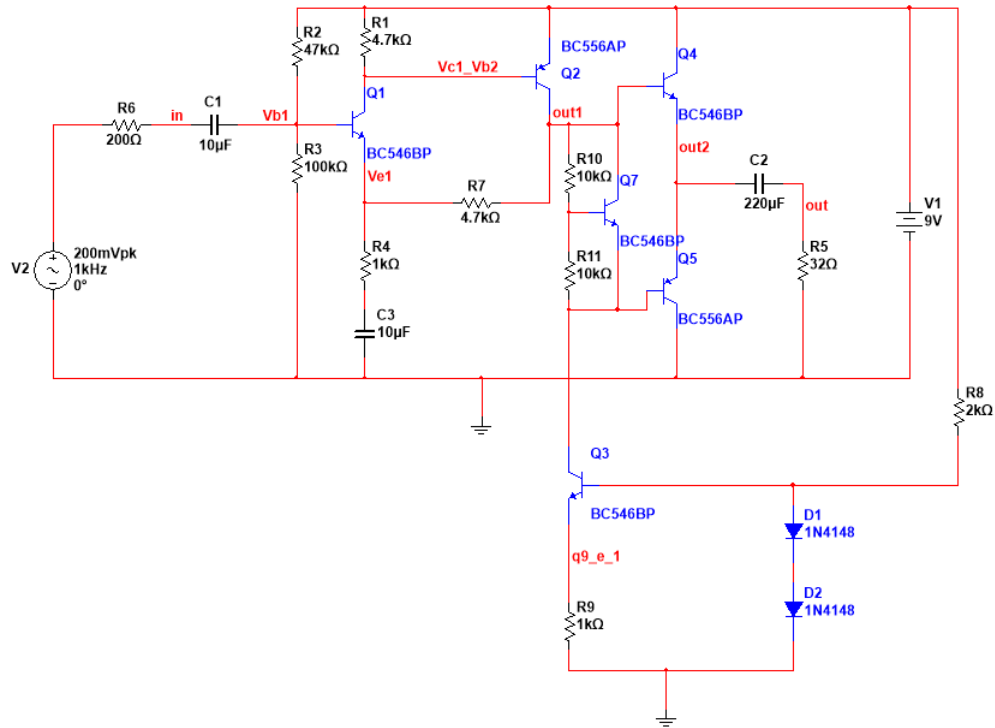 R2
47kΩ
R1
4.7kΩ
BC556AP
Q2
Vc1_Vb2
Q4
BC546BP
Q1
out1
R6
200Ω
in
C1
10µF
Vb1
BC546BP
R3
100kΩ
Ve1
R7
4.7kΩ
R10
10kΩ
Q7
BC546BP
out2
C2
220µF
out
V1
9V
R4
1kΩ
R11
10kΩ
Q5
BC556AP
R5
32Ω
V2
200mVpk
1kHz
0°
C3
10µF
R8
2kΩ
Q3
BC546BP
D1
1N4148
q9_e_1
D2
1N4148
R9
1kΩ